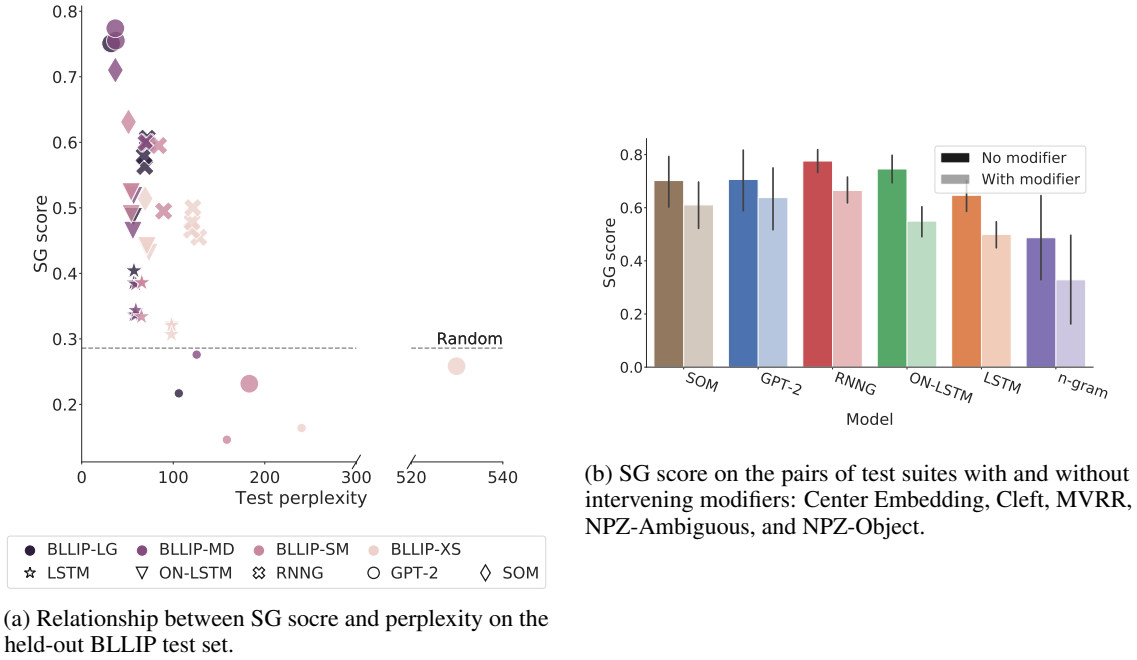 0.8
0.7
0.6
0.5
0.4
0.3
0.2
SG score
Random
0
100
200
300
520
540
Test perplexity
BLLIP-LG
BLLIP-MD
BLLIP-SM
BLLIP-XS
LSTM
ON-LSTM
RNNG
GPT-2
SOM
(a) Relationship between SG socre and perplexity on the
held-out BLLIP test set.
0.8
0.6
0.4
0.2
0.0
SG score
No modifier
With modifier
SOM
GPT-2
RNNG
ON-LSTM
LSTM
n-gram
Model
(b) SG score on the pairs of test suites with and without
intervening modifiers: Center Embedding, Cleft, MVRR,
NPZ-Ambiguous, and NPZ-Object.